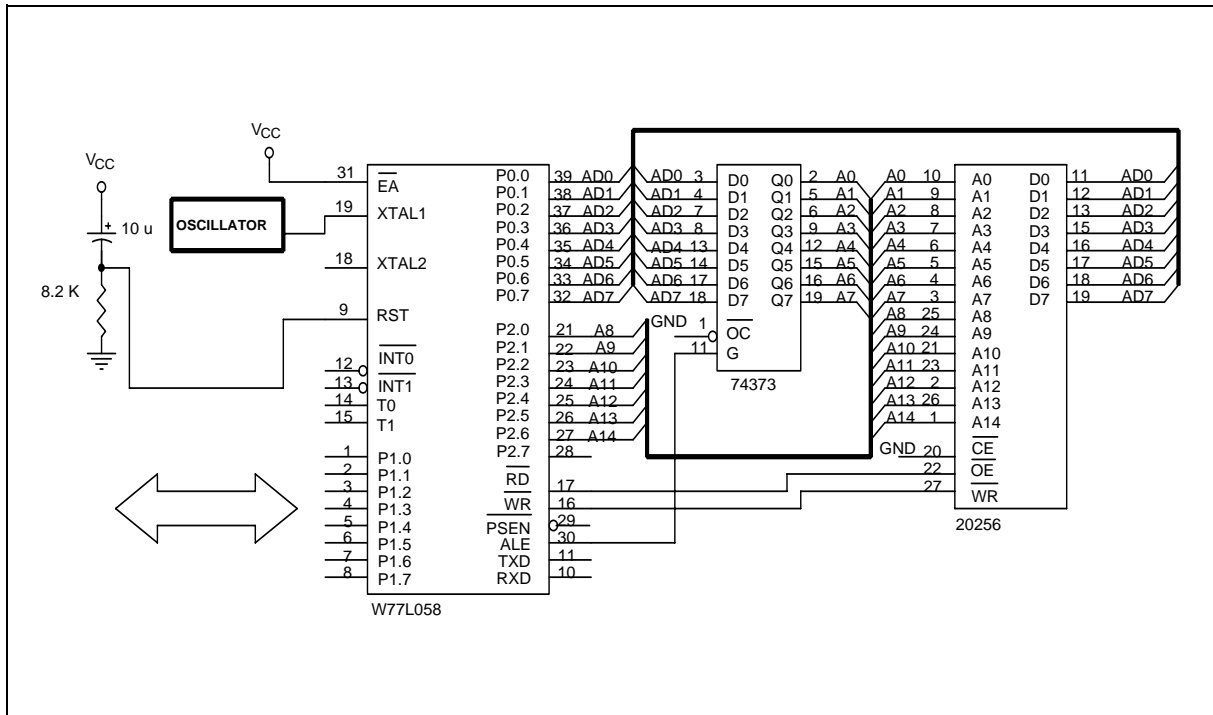 VCC
VCC
10 u
8.2 K
OSCILLATOR
31 EA
19 XTAL1
18 XTAL2
9 RST
12 INT0
13 INT1
14 T0
15 T1
1 P1.0
2 P1.1
3 P1.2
4 P1.3
5 P1.4
6 P1.5
7 P1.6
8 P1.7
P0.0 39 AD0
P0.1 38 AD1
P0.2 37 AD2
P0.3 36 AD3
P0.4 35 AD4
P0.5 34 AD5
P0.6 33 AD6
P0.7 32 AD7
P2.0 21 A8
P2.1 22 A9
P2.2 23 A10
P2.3 24 A11
P2.4 25 A12
P2.5 26 A13
P2.6 27 A14
P2.7 28
RD 17
WR 16
PSEN 29
ALE 30
TXD 11
RXD 10
W77L058
AD0 3 D0 Q0 2 A0
AD1 4 D1 Q1 5 A1
AD2 7 D2 Q2 6 A2
AD3 8 D3 Q3 9 A3
AD4 13 D4 Q4 12 A4
AD5 14 D5 Q5 15 A5
AD6 17 D6 Q6 16 A6
AD7 18 D7 Q7 19 A7
GND 1 OC
11 G
74373
A0 10 A0 D0 11 AD0
A1 9 A1 D1 12 AD1
A2 8 A2 D2 13 AD2
A3 7 A3 D3 15 AD3
A4 6 A4 D4 16 AD4
A5 5 A5 D5 17 AD5
A6 4 A6 D6 18 AD6
A7 3 A7 D7 19 AD7
A8 25 A8
A9 24 A9
A10 21 A10
A11 23 A11
A12 2 A12
A13 26 A13
A14 1 A14
GND 20 CE
22 OE
27 WR
20256